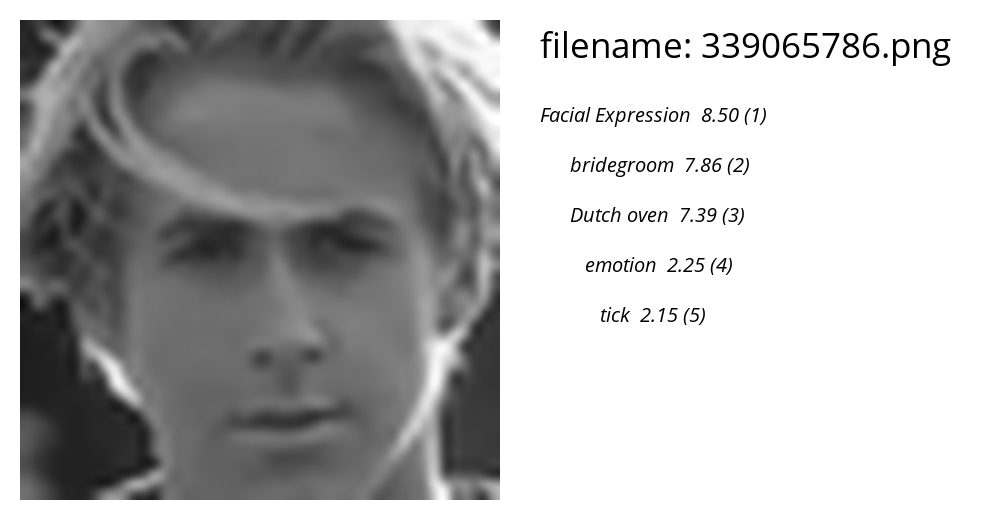 filename: 339065786.png
Facial Expression 8.50 (1)
bridegroom 7.86 (2)
Dutch oven 7.39 (3)
emotion 2.25 (4)
tick 2.15 (5)